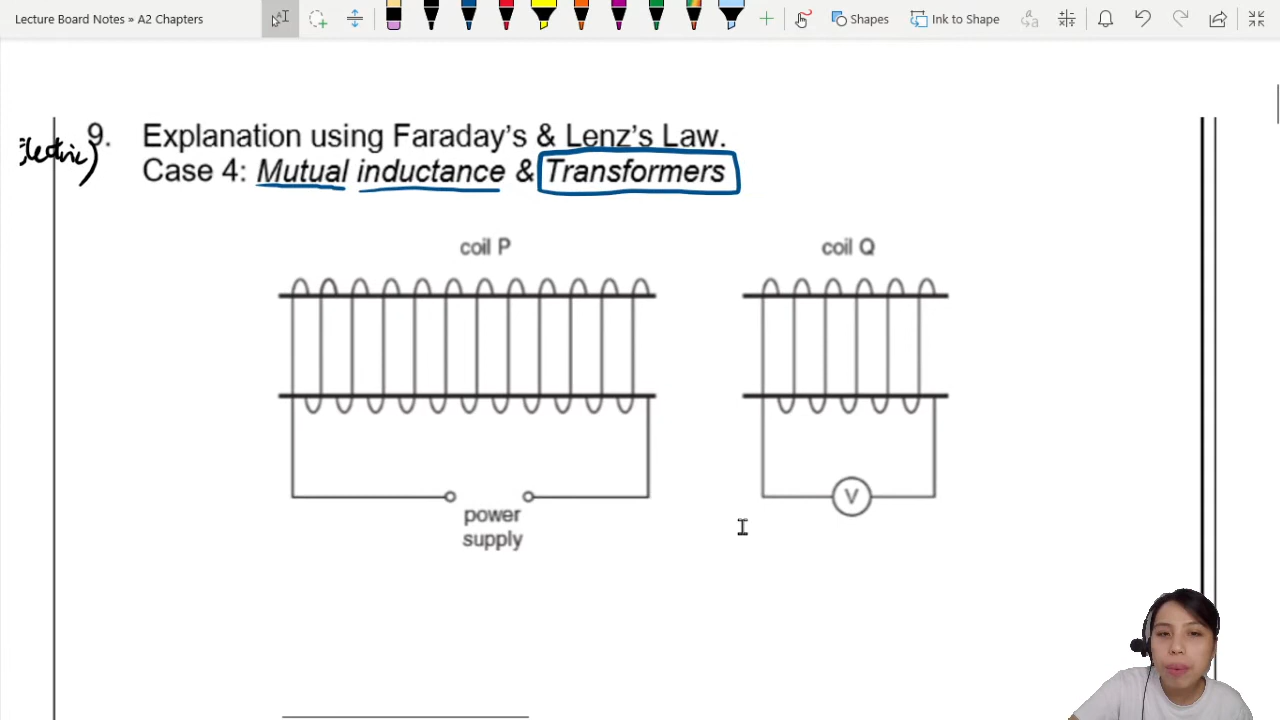 Lecture Board Notes » A2 Chapters
Shapes
Ink to Shape
9. Explanation using Faraday's & Lenz's Law.
Case 4: Mutual inductance & Transformers
coil P
coil Q
V
power
supply